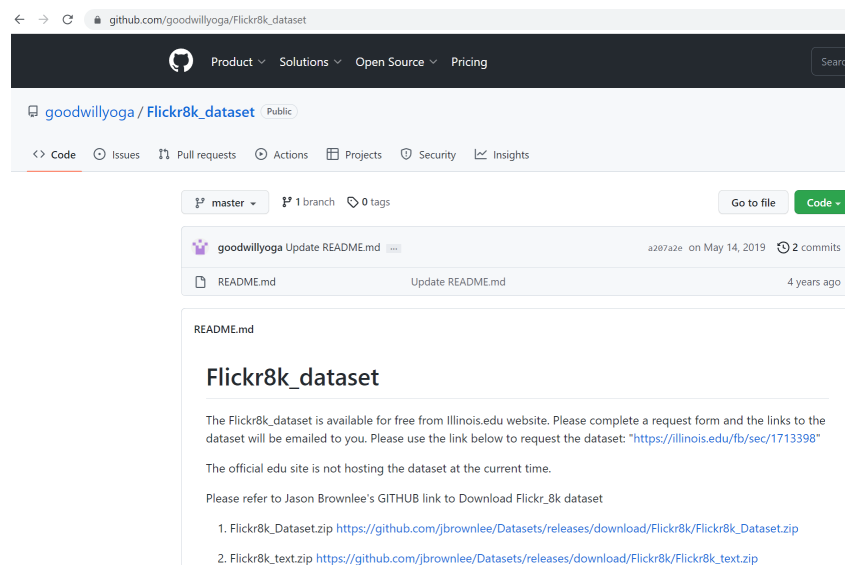 github.com/goodwillyoga/Flickr8k_dataset
Product Solutions Open Source Pricing
goodwillyoga / Flickr8k_dataset Public
Code Issues Pull requests Actions Projects Security Insights
master 1 branch 0 tags Go to file Code
goodwillyoga Update README.md ... a207a2e on May 14, 2019 2 commits
README.md Update README.md 4 years ago
README.md
Flickr8k_dataset
The Flickr8k_dataset is available for free from Illinois.edu website. Please complete a request form and the links to the
dataset will be emailed to you. Please use the link below to request the dataset: "https://illinois.edu/fb/sec/1713398"
The official edu site is not hosting the dataset at the current time.
Please refer to Jason Brownlee's GITHUB link to Download Flickr_8k dataset
1. Flickr8k_Dataset.zip https://github.com/jbrownlee/Datasets/releases/download/Flickr8k/Flickr8k_Dataset.zip
2. Flickr8k_text.zip https://github.com/jbrownlee/Datasets/releases/download/Flickr8k/Flickr8k_text.zip